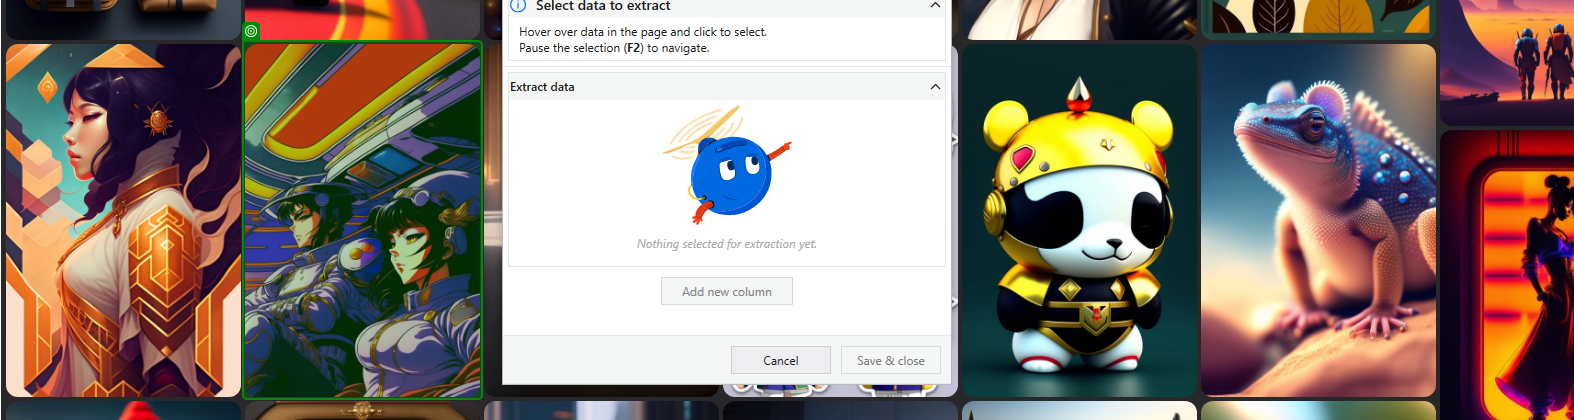 Select data to extract
Hover over data in the page and click to select.
Pause the selection (F2) to navigate.
Extract data
Nothing selected for extraction yet.
Add new column
Cancel
Save & close